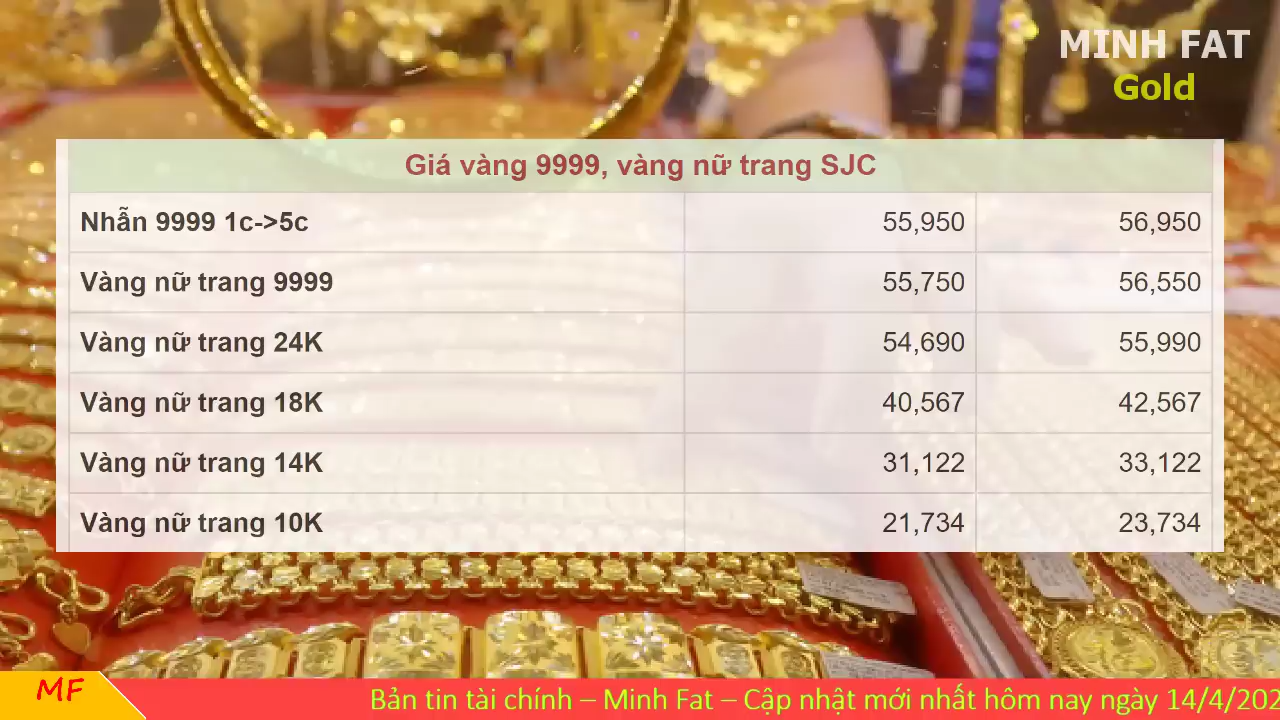 MINH FAT
Gold
Giá vàng 9999, vàng nữ trang SJC
Nhẫn 9999 1c->5c 55,950 56,950
Vàng nữ trang 9999 55,750 56,550
Vàng nữ trang 24K 54,690 55,990
Vàng nữ trang 18K 40,567 42,567
Vàng nữ trang 14K 31,122 33,122
Vàng nữ trang 10K 21,734 23,734
MF
Bản tin tài chính – Minh Fat – Cập nhật mới nhất hôm nay ngày 14/4/202